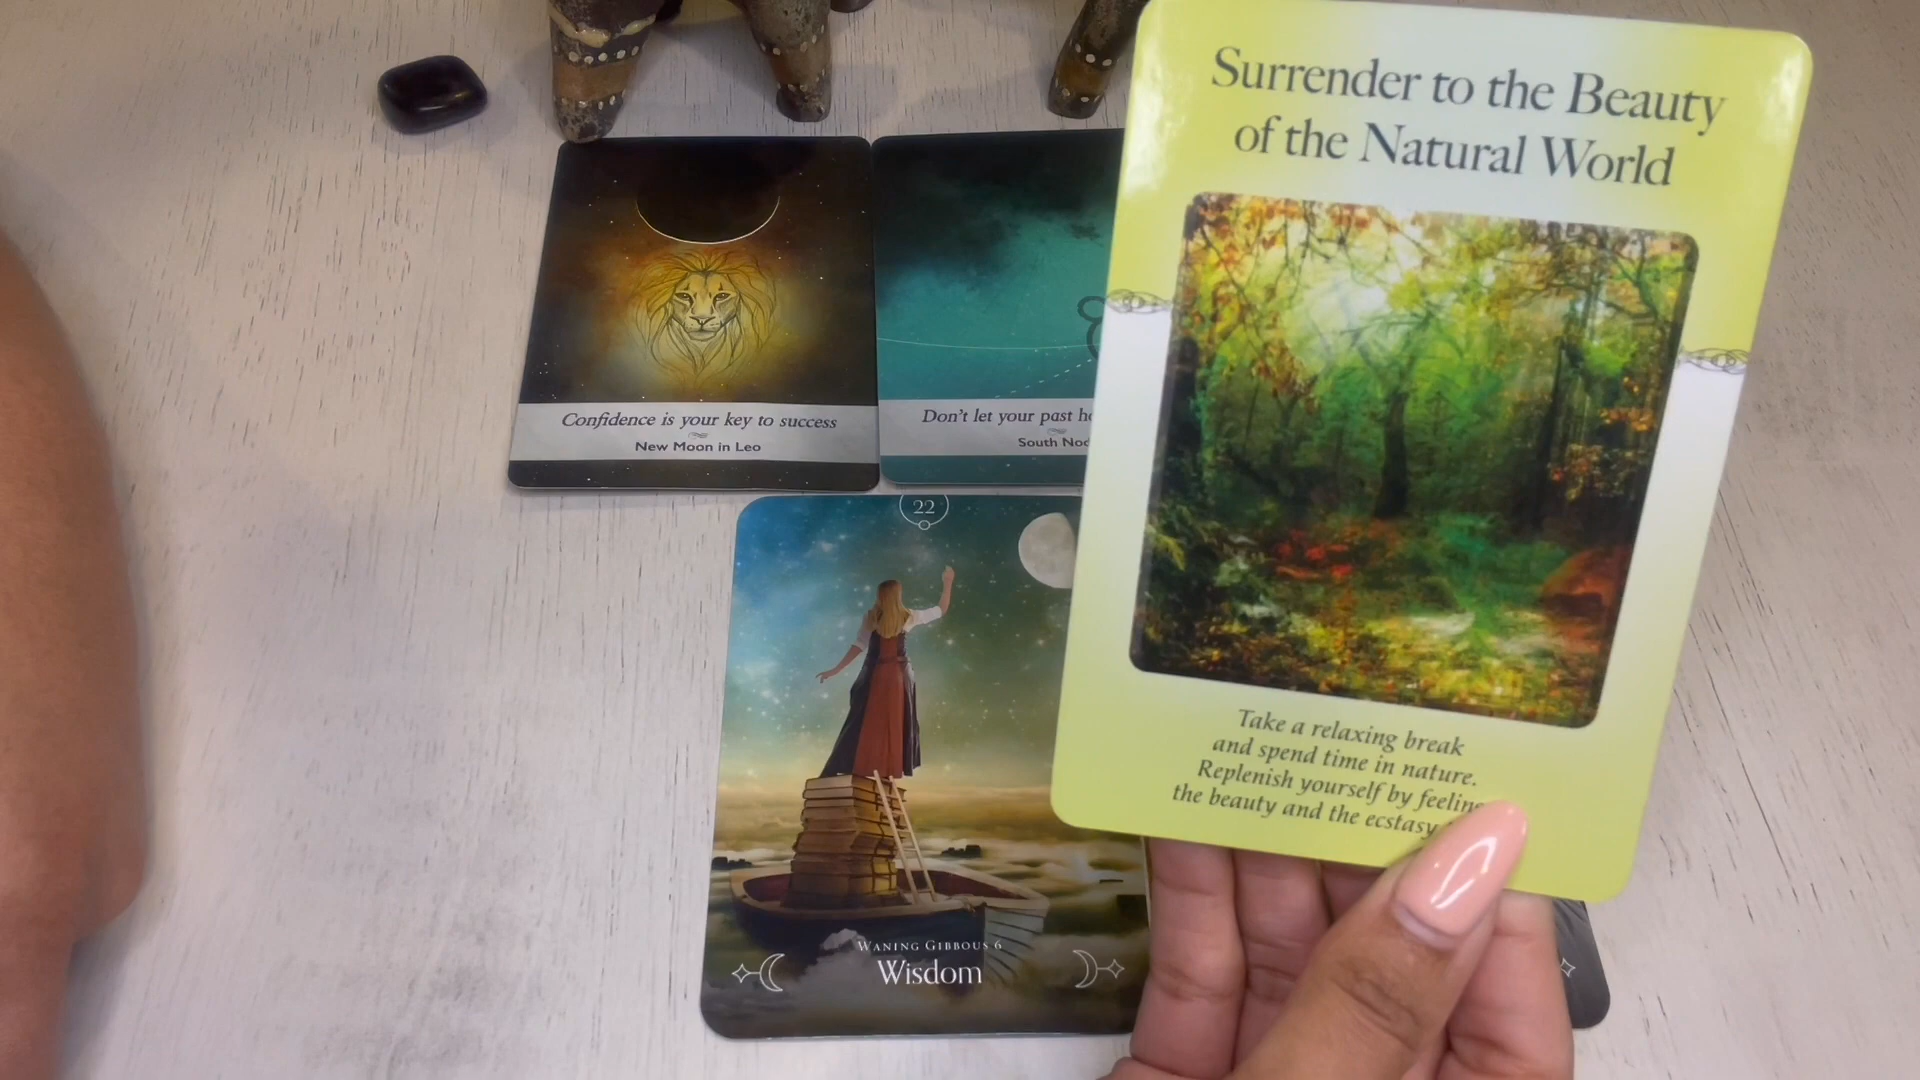 Surrender to the Beauty
of the Natural World
Take a relaxing break
and spend time in nature.
Replenish yourself by feeling
the beauty and the ecstasy
Confidence is your key to success
New Moon in Leo
Don't let your past
South
22
WANING GIBBOUS 6
Wisdom